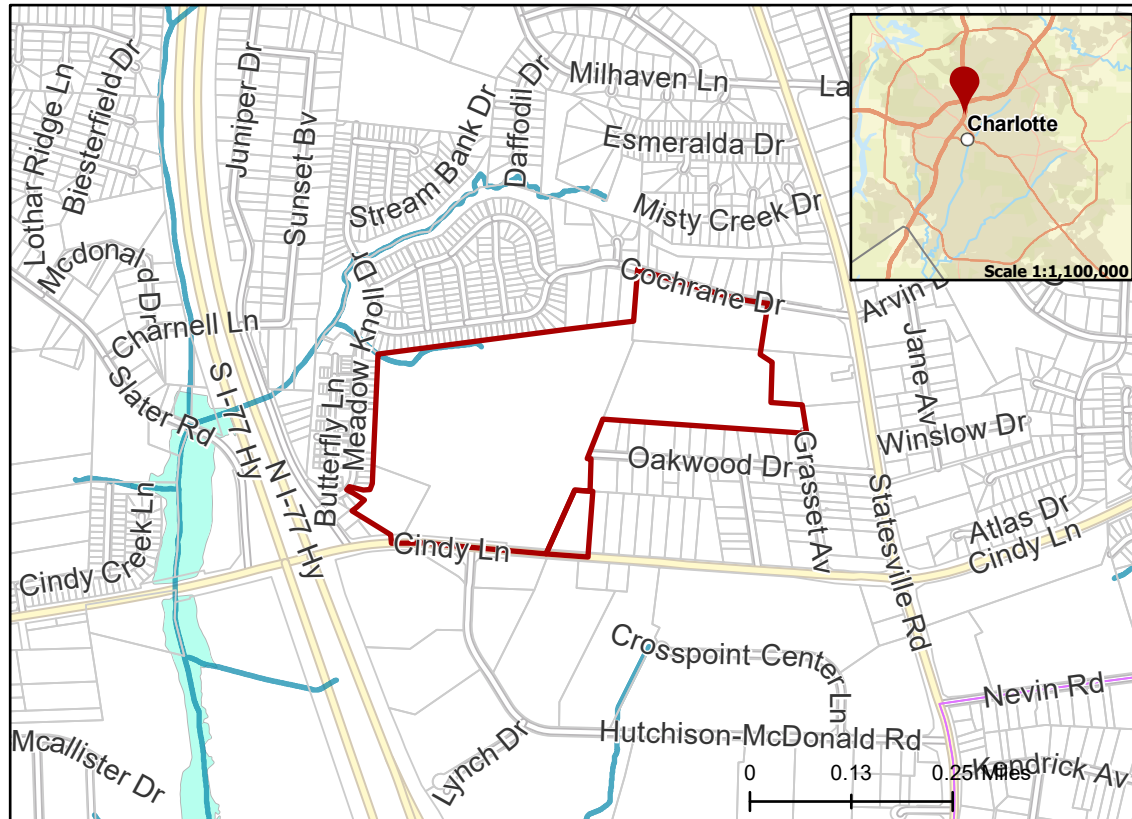 Lothar Ridge Ln
Biesterfield Dr
Juniper Dr
Sunset Bv
Stream Bank Dr
Daffodil Dr
Milhaven Ln
La
Esmeralda Dr
Misty Creek Dr
Charlotte
Scale 1:1,100,000
Mcdonald Dr
Charnell Ln
Slater Rd
S I-77 Hy
N I-77 Hy
Butterfly Ln
Meadow Knoll Dr
Cochrane Dr
Arvin D
Jane Av
Winslow Dr
Oakwood Dr
Grasset Av
Statesville Rd
Atlas Dr
Cindy Ln
Cindy Ln
Cindy Creek Ln
Crosspoint Center Ln
Nevin Rd
Hutchison-McDonald Rd
Lynch Dr
Mcallister Dr
Kendrick Av
0 0.13 0.25 Miles